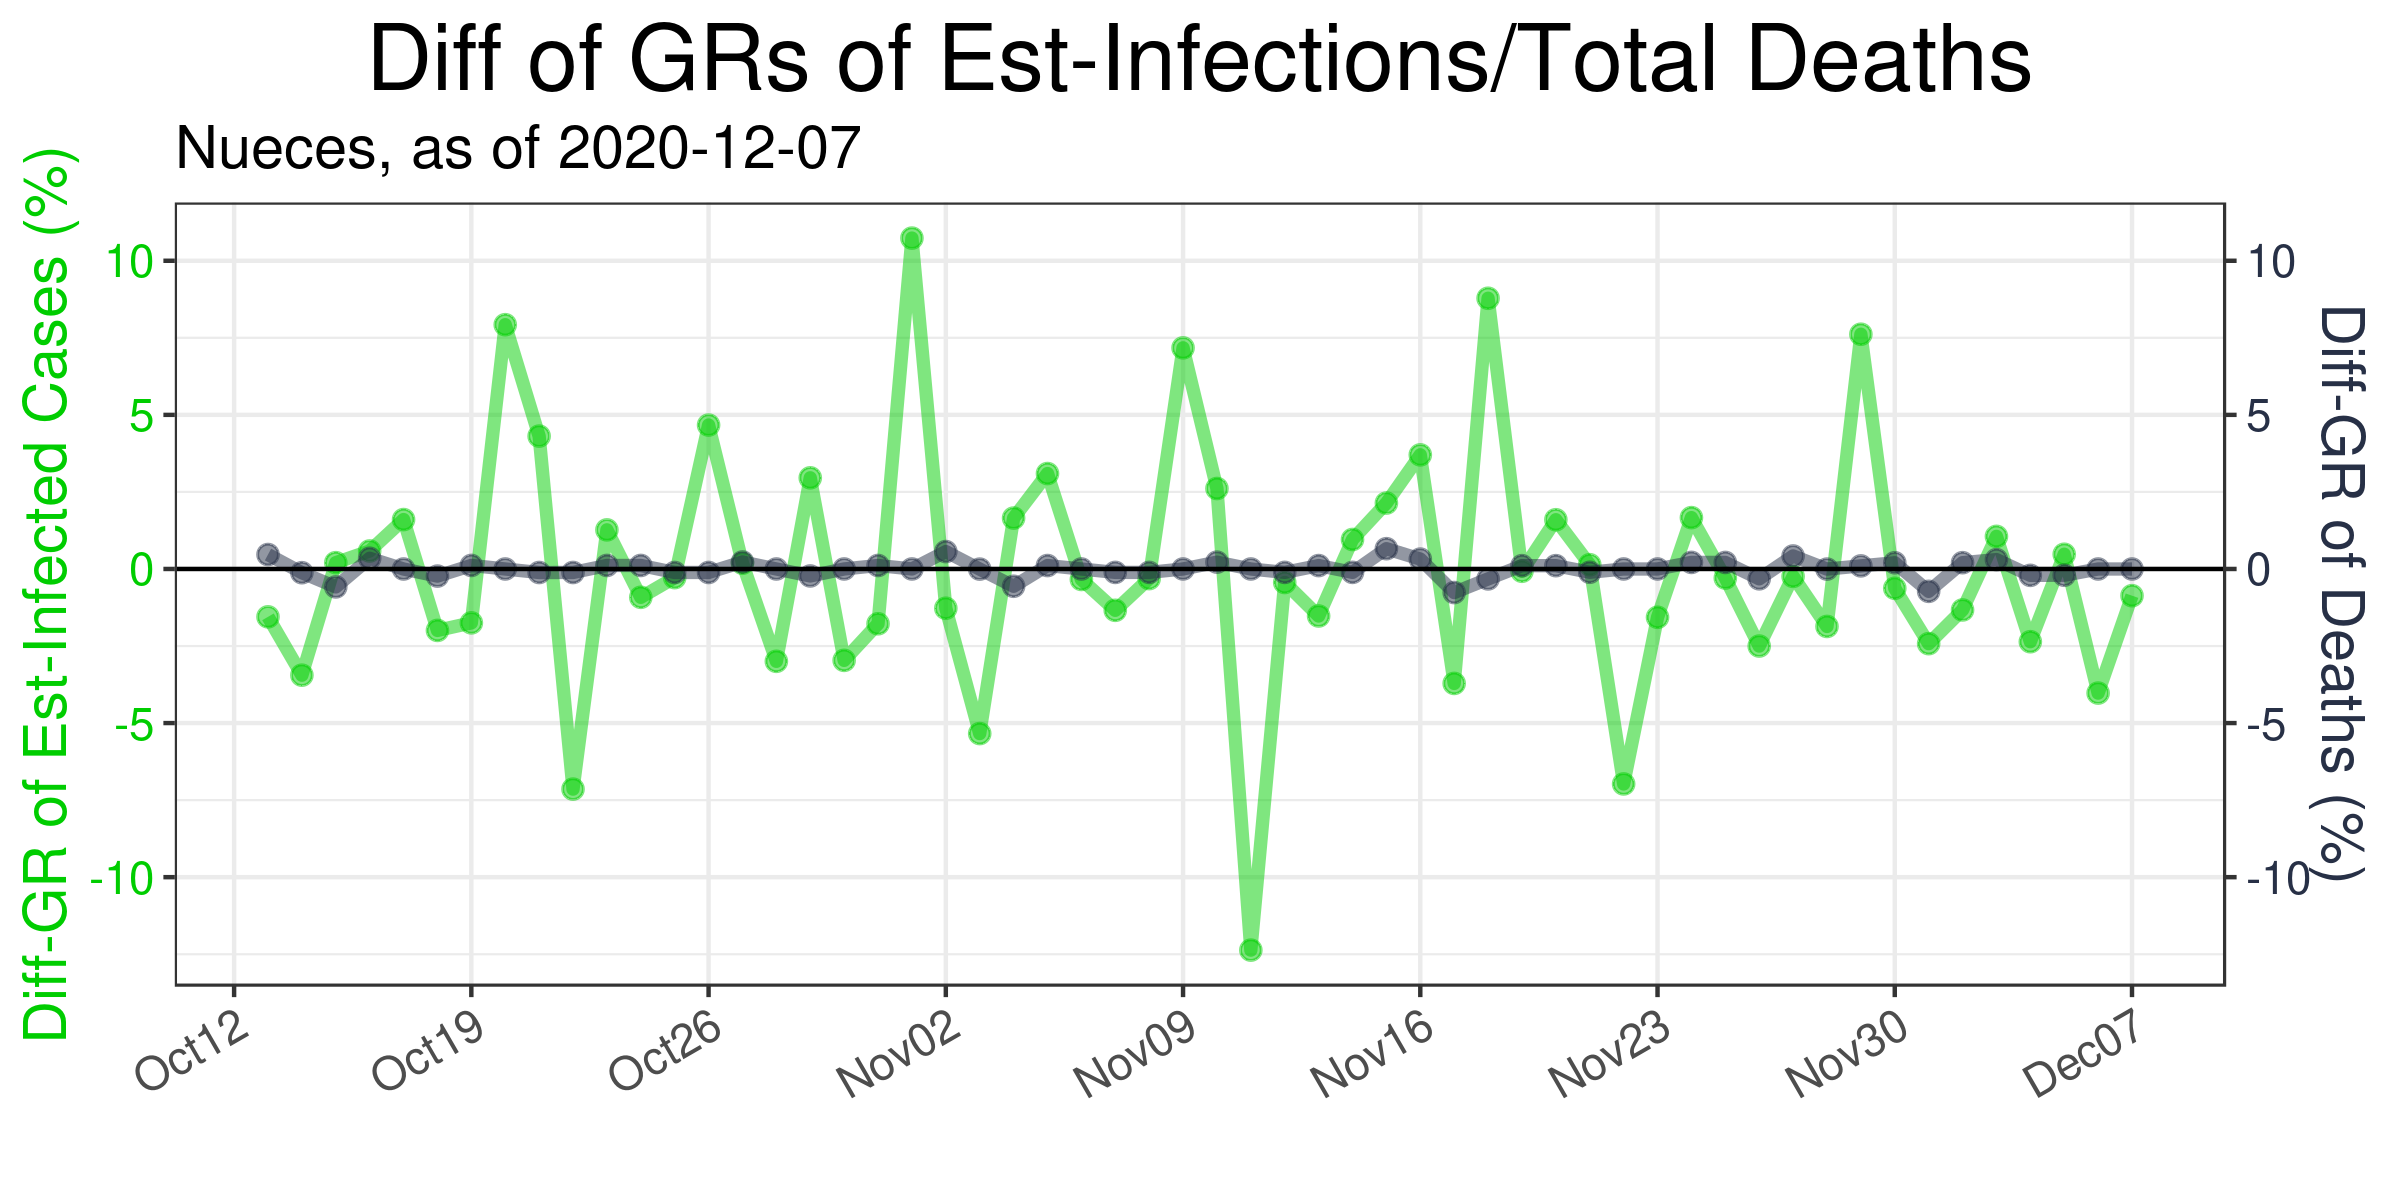 Diff of GRs of Est-Infections/Total Deaths
Nueces, as of 2020-12-07
Diff-GR of Est-Infected Cases (%)
10
5
0
-5
-10
10
5
0
-5
-10
Diff-GR of Deaths (%)
Oct12
Oct19
Oct26
Nov02
Nov09
Nov16
Nov23
Nov30
Dec07